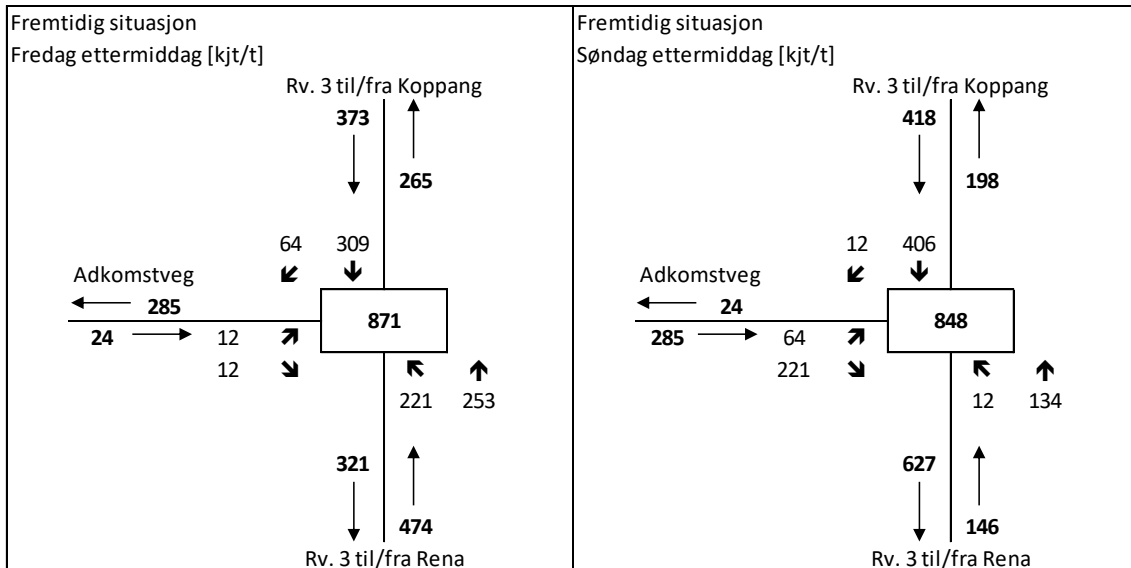 Fremtidig situasjon
Fredag ettermiddag [kjt/t]
Rv. 3 til/fra Koppang
373
265
64 309
Adkomstveg
285
871
24 12
12
221 253
321
474
Rv. 3 til/fra Rena
Fremtidig situasjon
Søndag ettermiddag [kjt/t]
Rv. 3 til/fra Koppang
418
198
12 406
Adkomstveg
24
848
285 64
221
12 134
627
146
Rv. 3 til/fra Rena